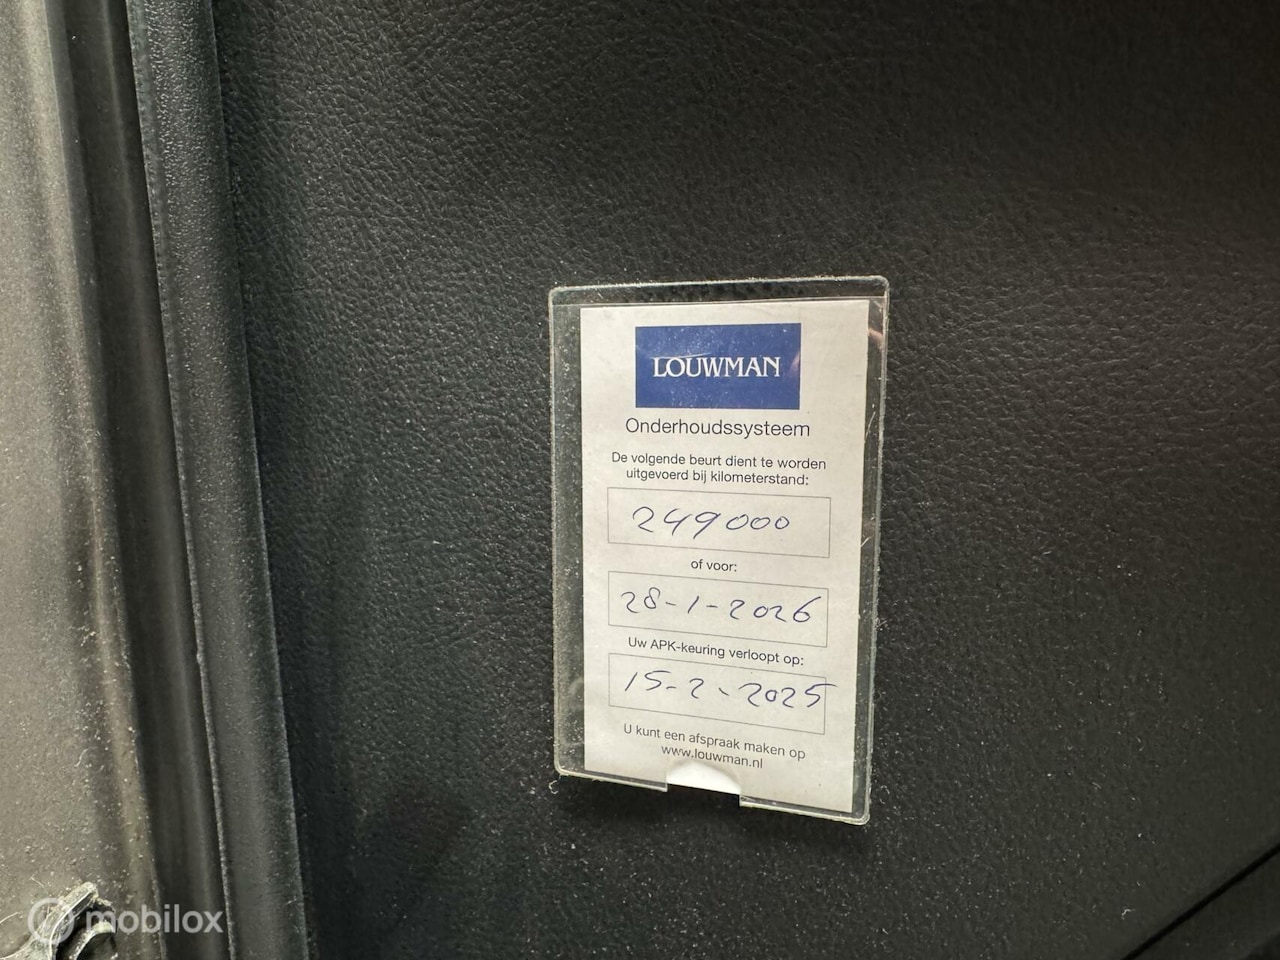 LOUWMAN
Onderhoudssysteem
De volgende beurt dient te worden
uitgevoerd bij kilometerstand:
249000
of voor:
28-1-2026
Uw APK-keuring verloopt op:
15-2-2025
U kunt een afspraak maken op
www.louwman.nl
mobilox